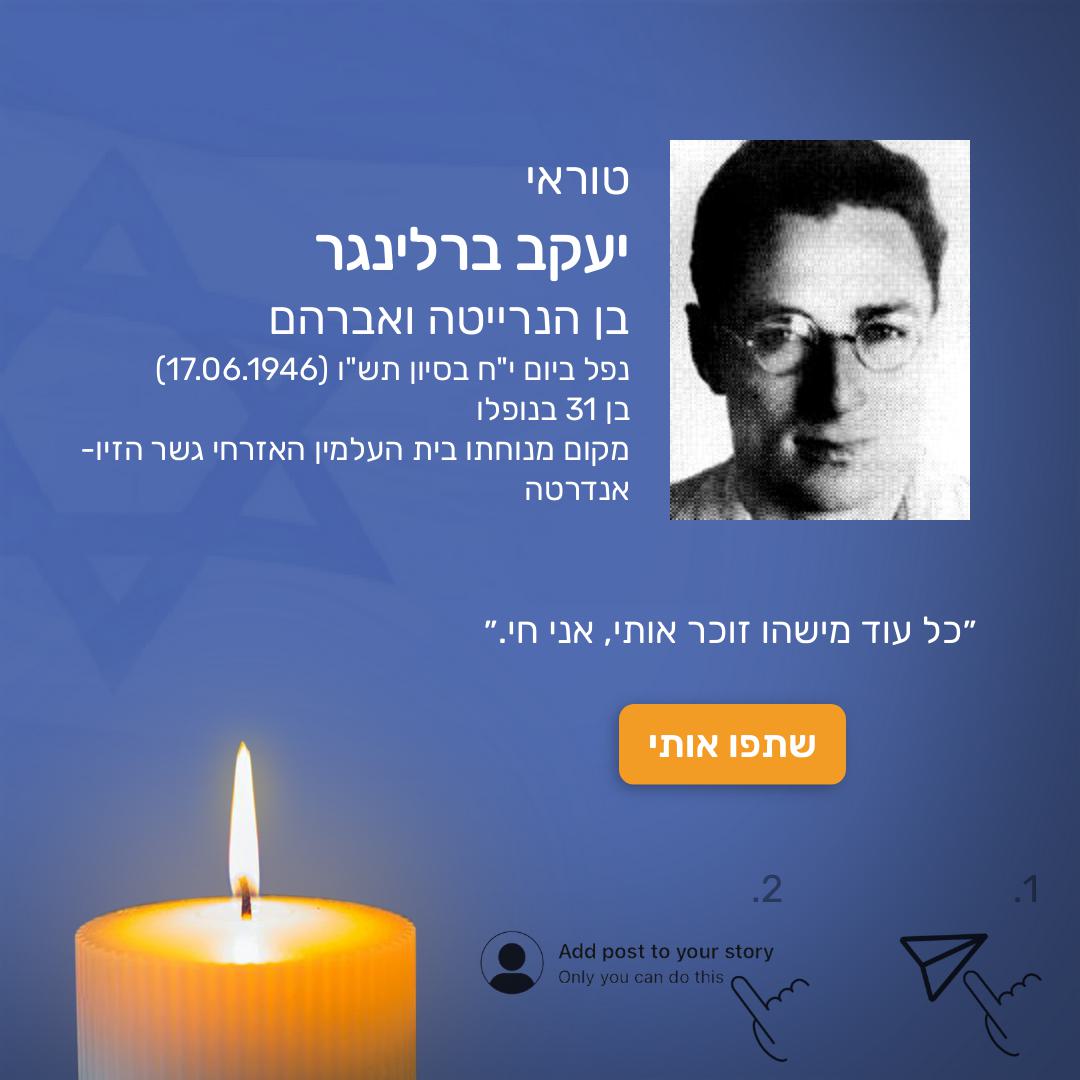 טוראי
יעקב ברלינגר
בן הנרייטה ואברהם
נפל ביום י"ח בסיון תש"ו (17.06.1946)
בן 31 בנופלו
מקום מנוחתו בית העלמין האזרחי גשר הזיו-
אנדרטה
״כל עוד מישהו זוכר אותי, אני חי.״
שתפו אותי
1.
2.
Add post to your story
Only you can do this